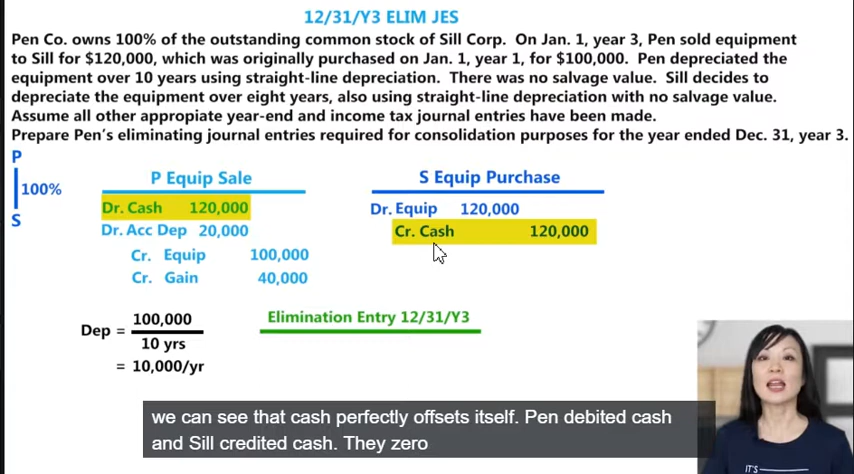 12/31/Y3 ELIM JES
Pen Co. owns 100% of the outstanding common stock of Sill Corp. On Jan. 1, year 3, Pen sold equipment
to Sill for $120,000, which was originally purchased on Jan. 1, year 1, for $100,000. Pen depreciated the
equipment over 10 years using straight-line depreciation. There was no salvage value. Sill decides to
depreciate the equipment over eight years, also using straight-line depreciation with no salvage value.
Assume all other appropiate year-end and income tax journal entries have been made.
Prepare Pen's eliminating journal entries required for consolidation purposes for the year ended Dec. 31, year 3.
P
100%
S
P Equip Sale
Dr. Cash 120,000
Dr. Acc Dep 20,000
Cr. Equip 100,000
Cr. Gain 40,000
S Equip Purchase
Dr. Equip 120,000
Cr. Cash 120,000
Dep = 100,000
10 yrs
= 10,000/yr
Elimination Entry 12/31/Y3
we can see that cash perfectly offsets itself. Pen debited cash
and Sill credited cash. They zero
IT'S